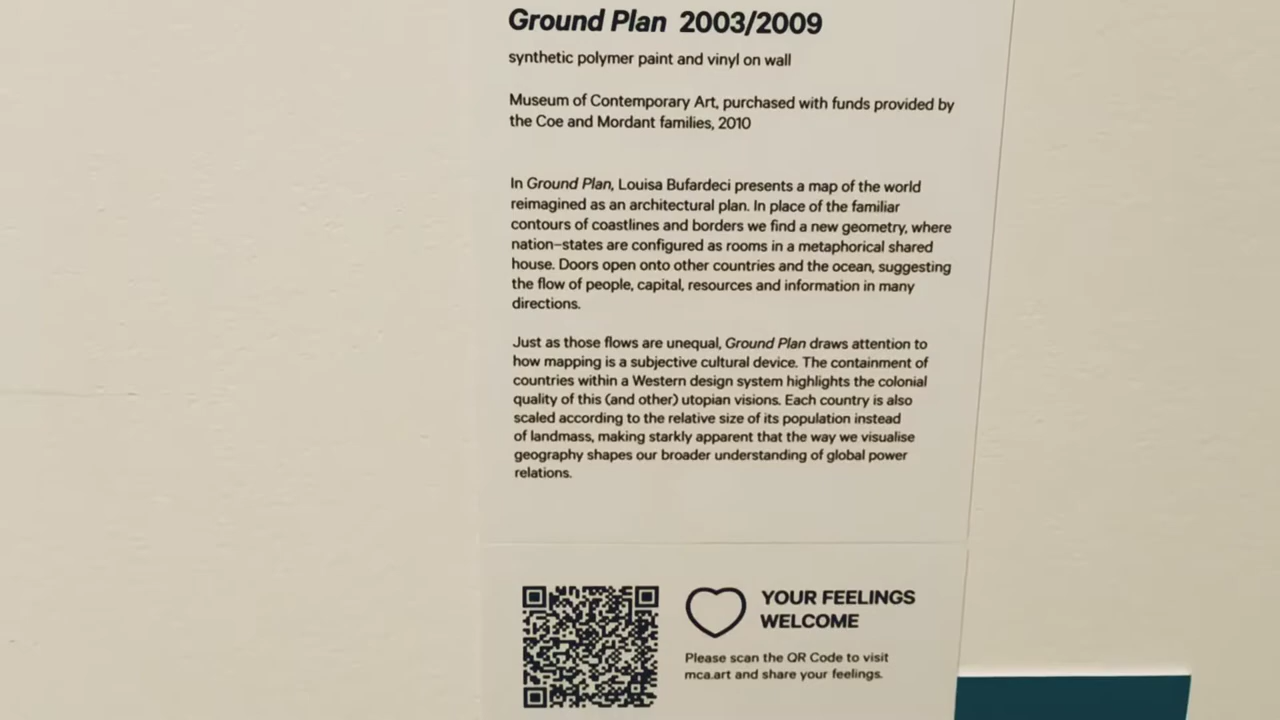 Ground Plan 2003/2009
synthetic polymer paint and vinyl on wall
Museum of Contemporary Art, purchased with funds provided by
the Coe and Mordant families, 2010
In Ground Plan, Louisa Bufardeci presents a map of the world
reimagined as an architectural plan. In place of the familiar
contours of coastlines and borders we find a new geometry, where
nation–states are configured as rooms in a metaphorical shared
house. Doors open onto other countries and the ocean, suggesting
the flow of people, capital, resources and information in many
directions.
Just as those flows are unequal, Ground Plan draws attention to
how mapping is a subjective cultural device. The containment of
countries within a Western design system highlights the colonial
quality of this (and other) utopian visions. Each country is also
scaled according to the relative size of its population instead
of landmass, making starkly apparent that the way we visualise
geography shapes our broader understanding of global power
relations.
YOUR FEELINGS
WELCOME
Please scan the QR Code to visit
mca.art and share your feelings.